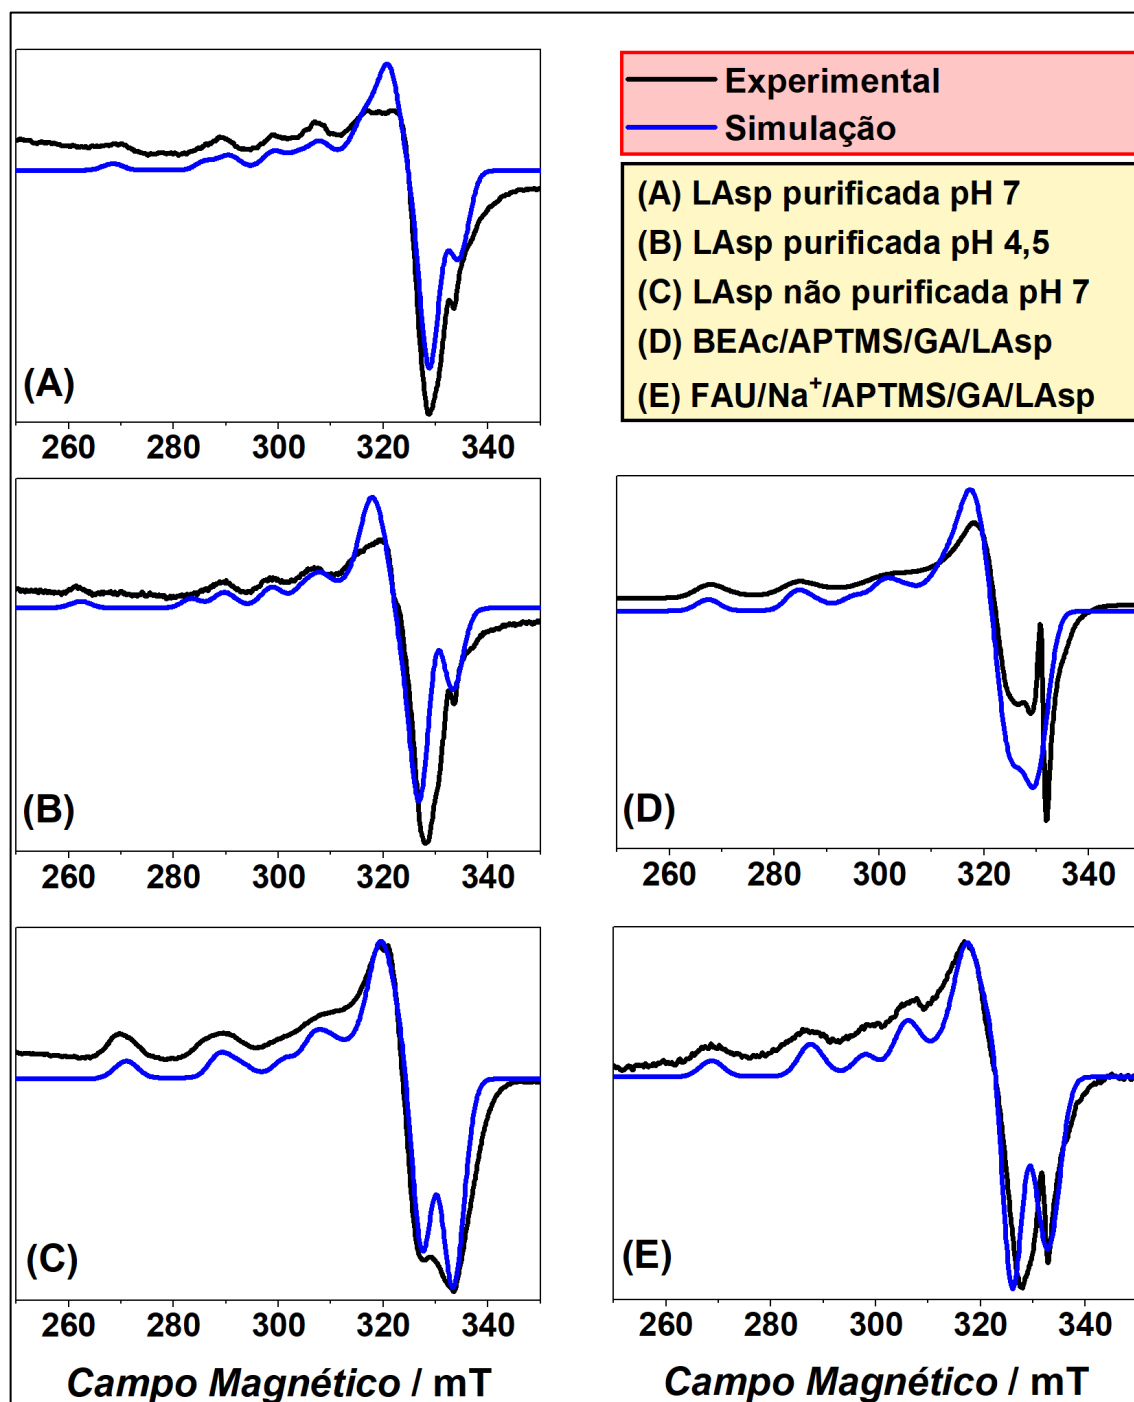 Experimental
Simulação
(A) LAsp purificada pH 7
(B) LAsp purificada pH 4,5
(C) LAsp não purificada pH 7
(D) BEAc/APTMS/GA/LAsp
(E) FAU/Na⁺/APTMS/GA/LAsp
(A)
260 280 300 320 340
(B)
260 280 300 320 340
(D)
260 280 300 320 340
(C)
260 280 300 320 340
Campo Magnético / mT
(E)
260 280 300 320 340
Campo Magnético / mT